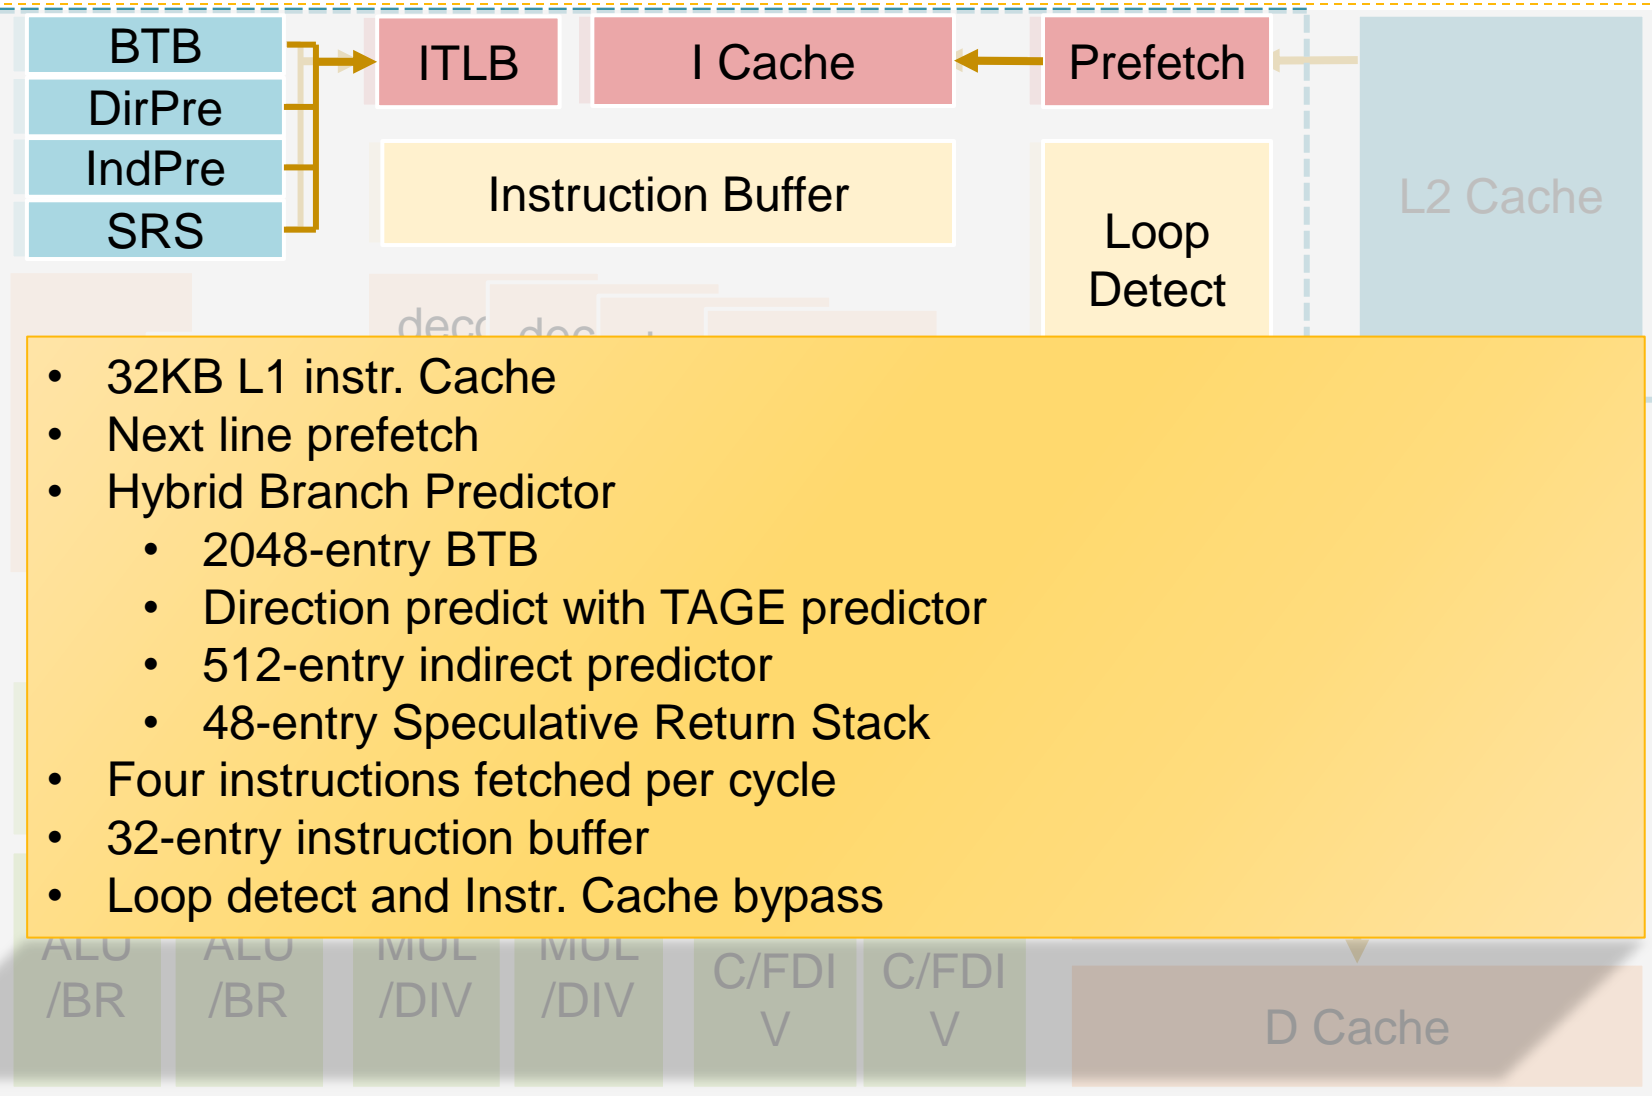 BTB
DirPre
IndPre
SRS
ITLB
I Cache
Prefetch
Instruction Buffer
Loop
Detect
L2 Cache
• 32KB L1 instr. Cache
• Next line prefetch
• Hybrid Branch Predictor
• 2048-entry BTB
• Direction predict with TAGE predictor
• 512-entry indirect predictor
• 48-entry Speculative Return Stack
• Four instructions fetched per cycle
• 32-entry instruction buffer
• Loop detect and Instr. Cache bypass
ALU
/BR
ALU
/BR
MUL
/DIV
MUL
/DIV
C/FDI
V
C/FDI
V
D Cache